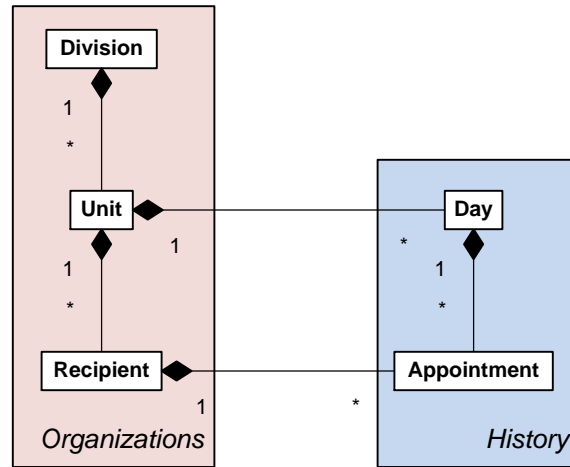 Division
1
*
Unit
Day
1
*
1
1
*
*
Recipient
Appointment
1
*
Organizations
History